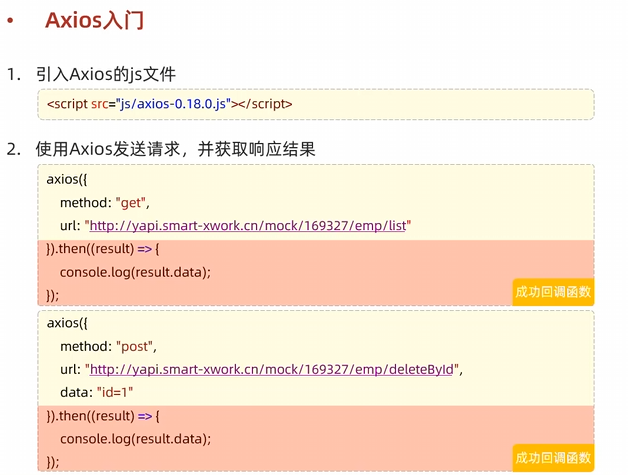 • Axios入门
1. 引入Axios的js文件
<script src="js/axios-0.18.0.js"></script>
2. 使用Axios发送请求，并获取响应结果
axios({
method: "get",
url: "http://yapi.smart-xwork.cn/mock/169327/emp/list"
}).then((result) => {
console.log(result.data);
});
成功回调函数
axios({
method: "post",
url: "http://yapi.smart-xwork.cn/mock/169327/emp/deleteById",
data: "id=1"
}).then((result) => {
console.log(result.data);
});
成功回调函数